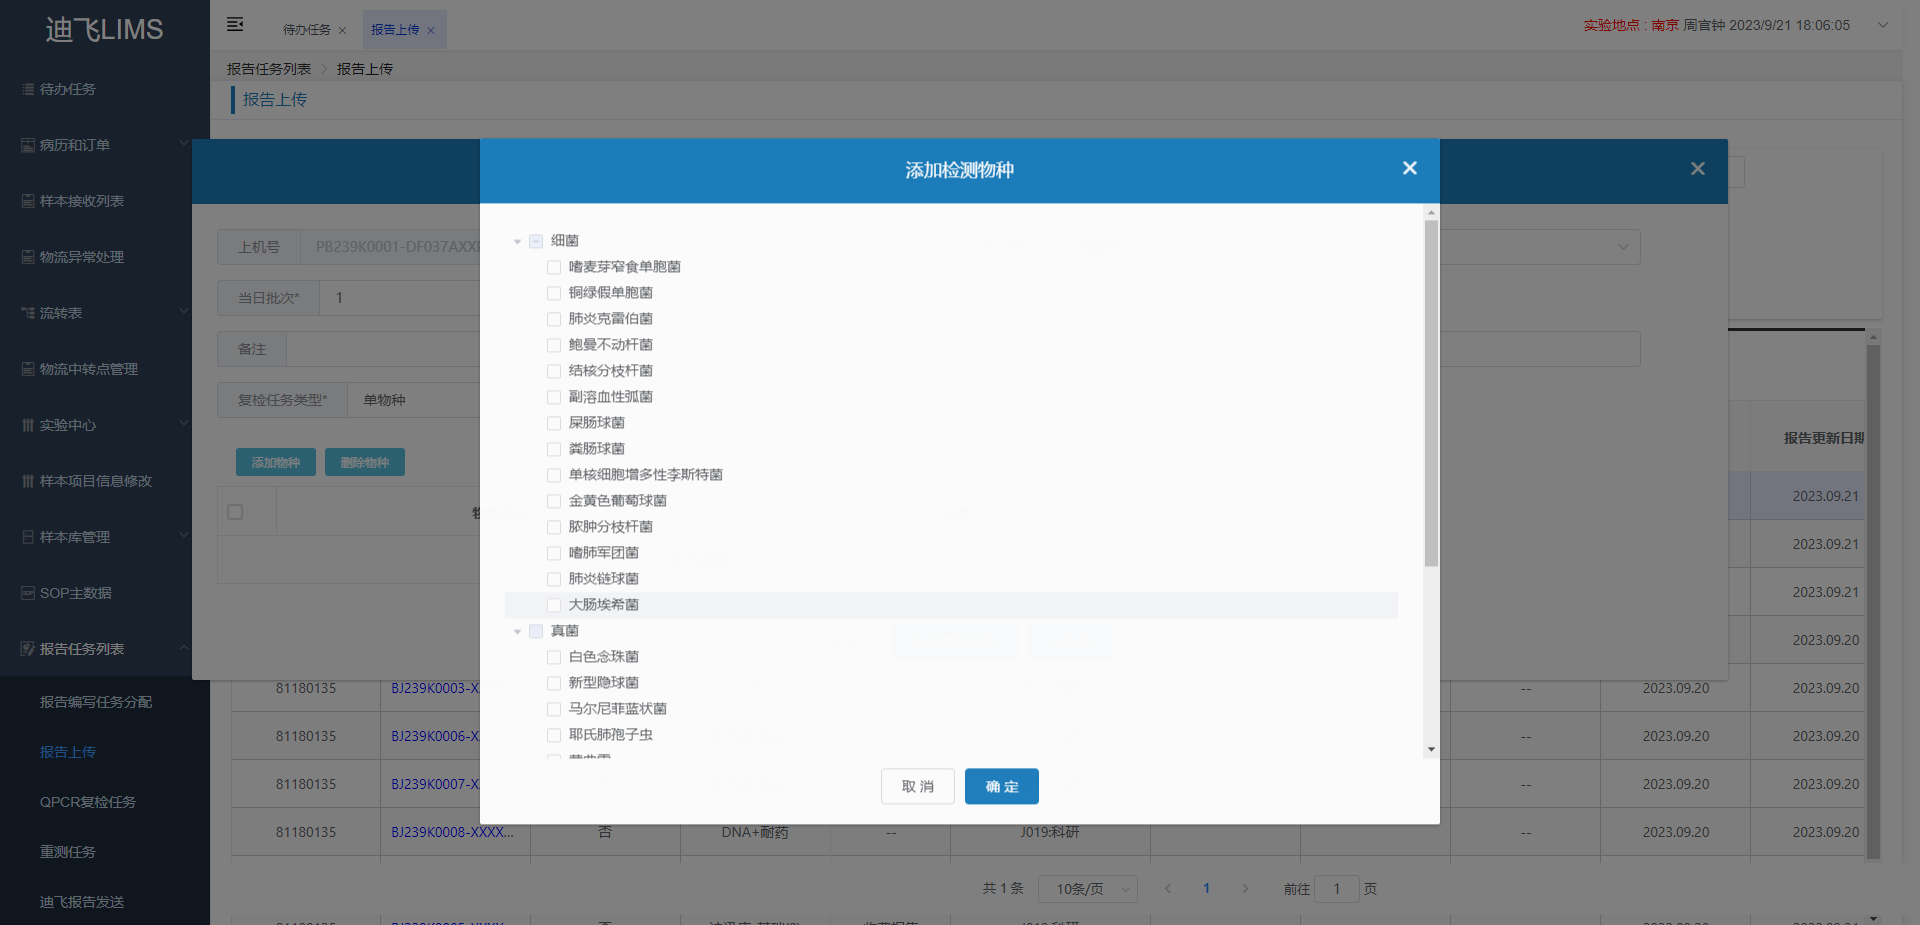 迪飞LIMS
待办任务
报告上传
实验地点 : 南京 周官钟 2023/9/21 18:06:05
报告任务列表 > 报告上传
报告上传
待办任务
病历和订单
样本接收列表
物流异常处理
流转表
物流中转点管理
实验中心
样本项目信息修改
样本库管理
SOP主数据
报告任务列表
报告编写任务分配
报告上传
QPCR复检任务
重测任务
迪飞报告发送
上机号 PB239K0001-DF037AXX
当日批次* 1
备注
复检任务类型* 单物种
添加物种 删除物种
添加检测物种
细菌
嗜麦芽窄食单胞菌
铜绿假单胞菌
肺炎克雷伯菌
鲍曼不动杆菌
结核分枝杆菌
副溶血性弧菌
屎肠球菌
粪肠球菌
单核细胞增多性李斯特菌
金黄色葡萄球菌
脓肿分枝杆菌
嗜肺军团菌
肺炎链球菌
大肠埃希菌
真菌
白色念珠菌
新型隐球菌
马尔尼菲蓝状菌
耶氏肺孢子虫
取 消 确 定
报告更新日期
2023.09.21
2023.09.21
2023.09.21
2023.09.20
81180135 BJ239K0003-X -- 2023.09.20 2023.09.20
81180135 BJ239K0006-X -- 2023.09.20 2023.09.20
81180135 BJ239K0007-X -- 2023.09.20 2023.09.20
81180135 BJ239K0008-XXXX... 否 DNA+耐药 -- J019:科研 -- 2023.09.20 2023.09.20
共 1 条 10条/页 < 1 > 前往 1 页